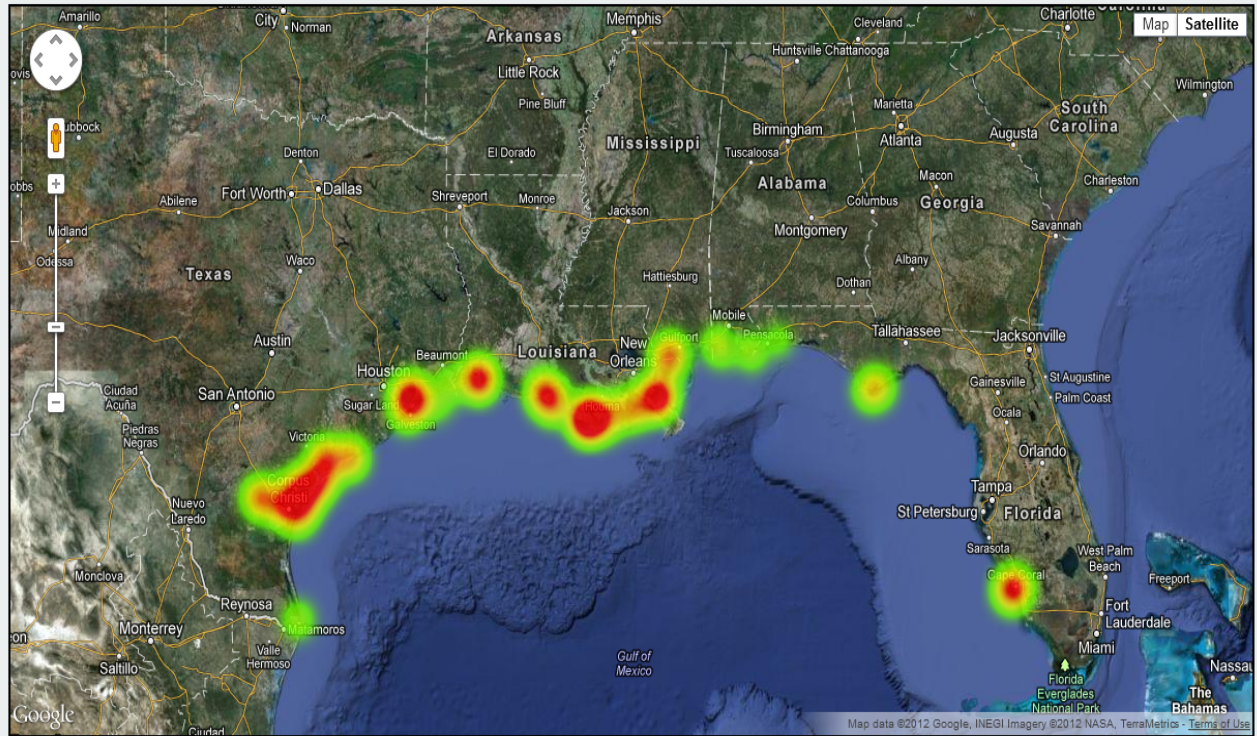 Amarillo
City
Norman
Arkansas
Memphis
Cleveland
Charlotte
Carolina
Map
Satellite
Huntsville Chattanooga
Little Rock
Pine Bluff
Wilmington
Marietta
South
Carolina
ubbock
Birmingham
Atlanta
Augusta
Mississippi
Denton
El Dorado
Tuscaloosa
obbs
Fort Worth
Dallas
Abilene
Shreveport
Monroe
Alabama
Macon
Charleston
Columbus
Georgia
Jackson
Midland
Montgomery
Savannah
Odessa
Waco
Texas
Hattiesburg
Albany
Dothan
Austin
Beaumont
Louisiana
New
Orleans
Gulfport
Mobile
Pensacola
Tallahassee
Jacksonville
Houston
Ciudad
Acuña
San Antonio
Sugar Land
Galveston
Houma
Gainesville
St Augustine
Palm Coast
Ocala
Piedras
Negras
Victoria
Orlando
Corpus
Christi
Tampa
St Petersburg
Florida
Nuevo
Laredo
Sarasota
West Palm
Beach
Monclova
Cape Coral
Freeport
Reynosa
Matamoros
Fort
Lauderdale
eon
Monterrey
Valle
Hermoso
Miami
Saltillo
Gulf of
Mexico
Nassau
Florida
Everglades
National Park
The
Bahamas
Google
Ciudad
Map data ©2012 Google, INEGI Imagery ©2012 NASA, TerraMetrics - Terms of Use